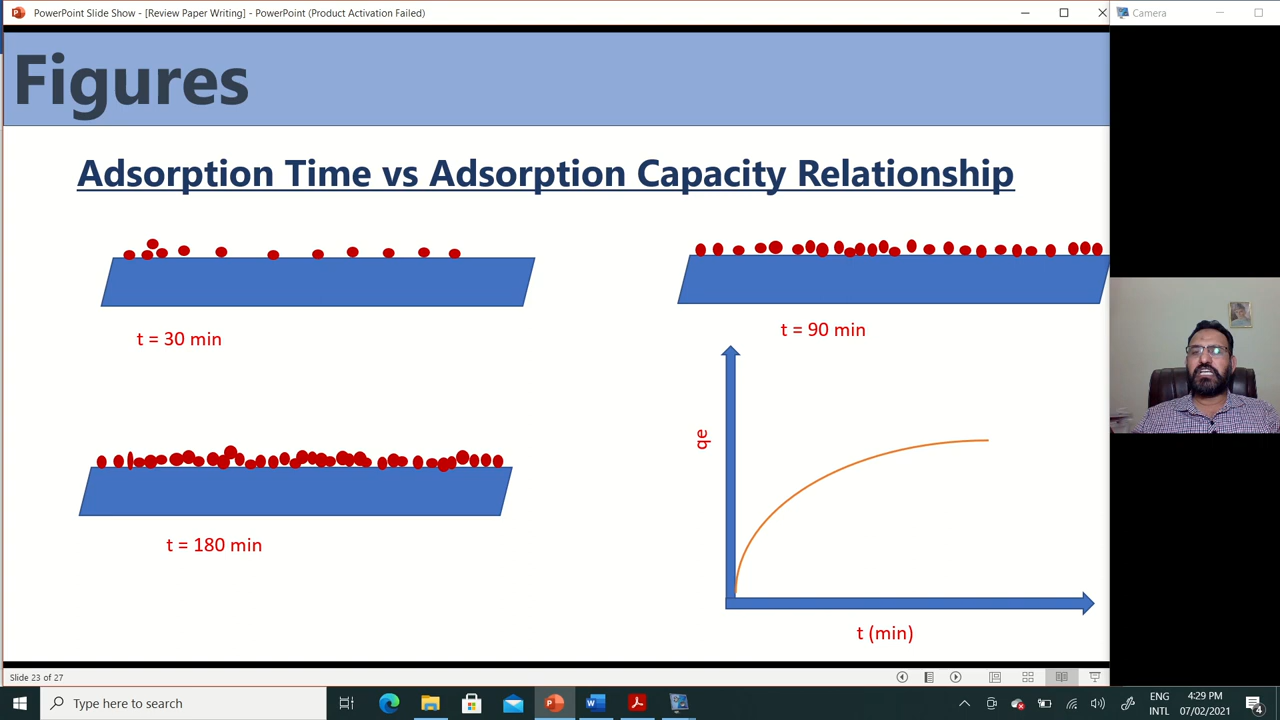 PowerPoint Slide Show - [Review Paper Writing] - PowerPoint (Product Activation Failed)
Camera
Figures
Adsorption Time vs Adsorption Capacity Relationship
t = 30 min
t = 90 min
qe
t = 180 min
t (min)
Slide 23 of 27
Type here to search
ENG
INTL
4:29 PM
07/02/2021
4